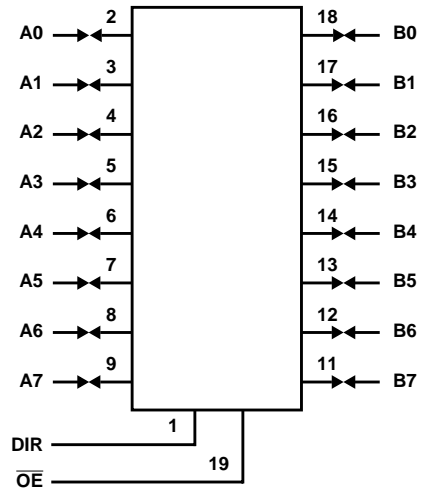 A0 2 18 B0
A1 3 17 B1
A2 4 16 B2
A3 5 15 B3
A4 6 14 B4
A5 7 13 B5
A6 8 12 B6
A7 9 11 B7
DIR 1
O̅E̅ 19